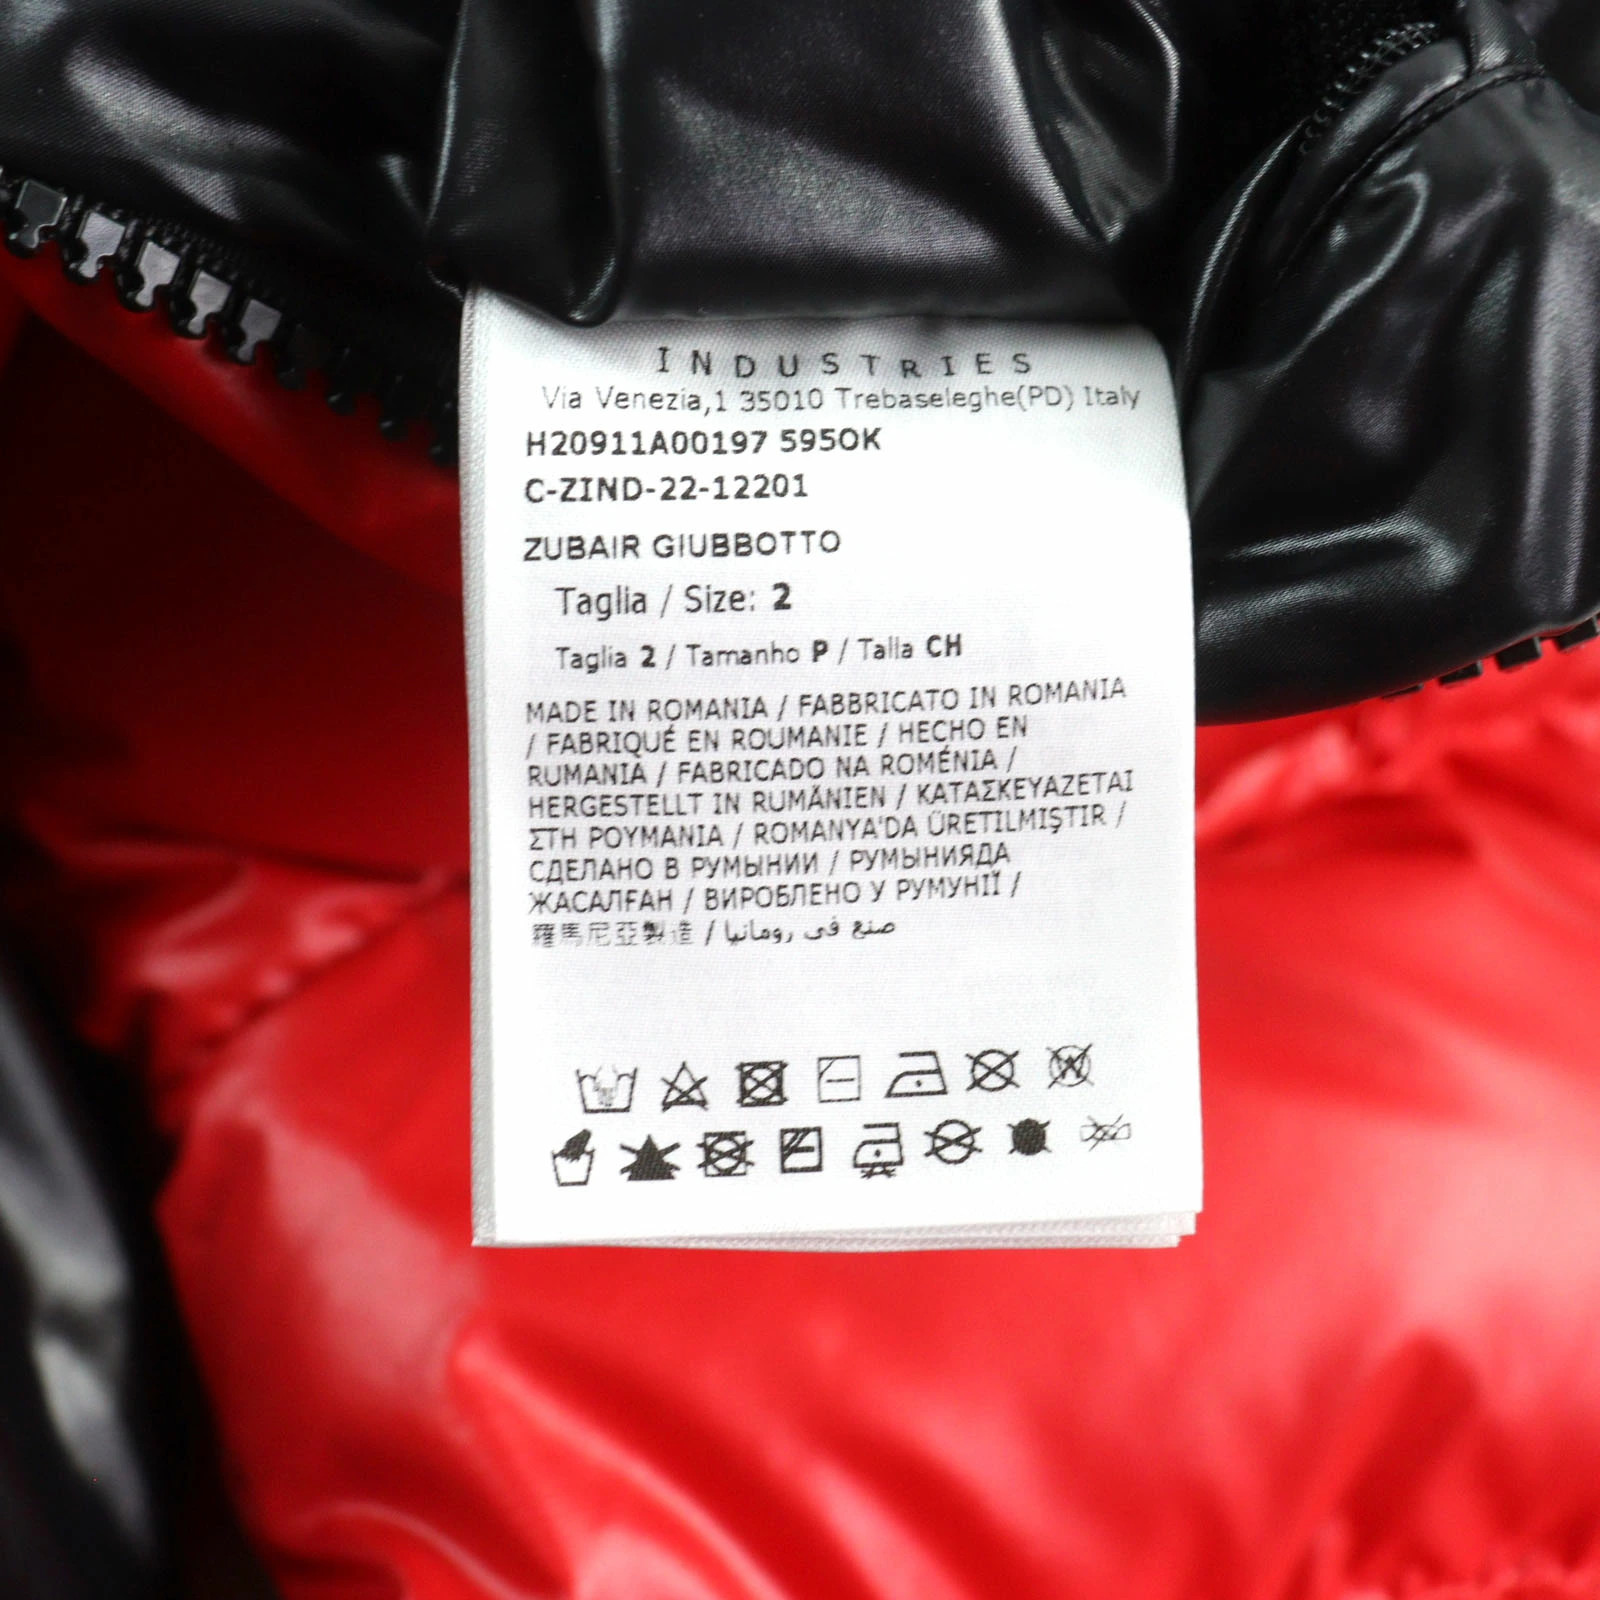 INDUSTRIES
Via Venezia,1 35010 Trebaseleghe(PD) Italy
H20911A00197 595OK
C-ZIND-22-12201
ZUBAIR GIUBBOTTO
Taglia / Size: 2
Taglia 2 / Tamanho P / Talla CH
MADE IN ROMANIA / FABBRICATO IN ROMANIA
/ FABRIQUÉ EN ROUMANIE / HECHO EN
RUMANIA / FABRICADO NA ROMÉNIA /
HERGESTELLT IN RUMÄNIEN / ΚΑΤΑΣΚΕΥΑΖΕΤΑΙ
ΣΤΗ ΡΟΥΜΑΝΙΑ / ROMANYA'DA ÜRETILMIŞTIR /
СДЕЛАНО В РУМЫНИИ / РУМЫНИЯДА
ЖАСАЛҒАН / ВИРОБЛЕНО У РУМУНІЇ /
羅馬尼亞製造 / صنع في رومانيا